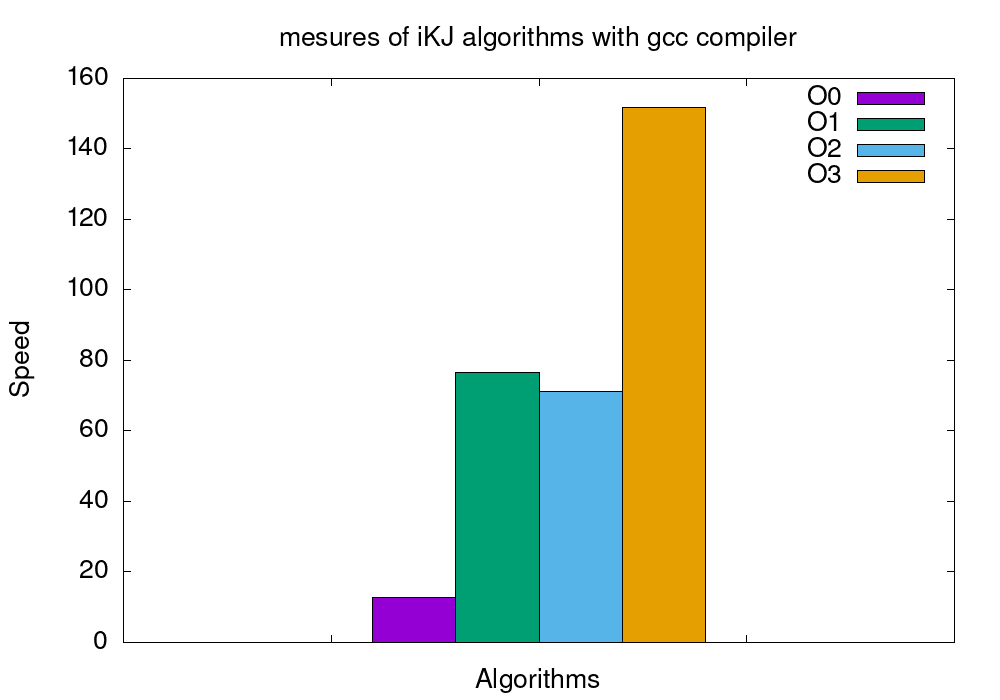 mesures of iKJ algorithms with gcc compiler
160
140
120
100
80
60
40
20
0
Speed
O0
O1
O2
O3
Algorithms